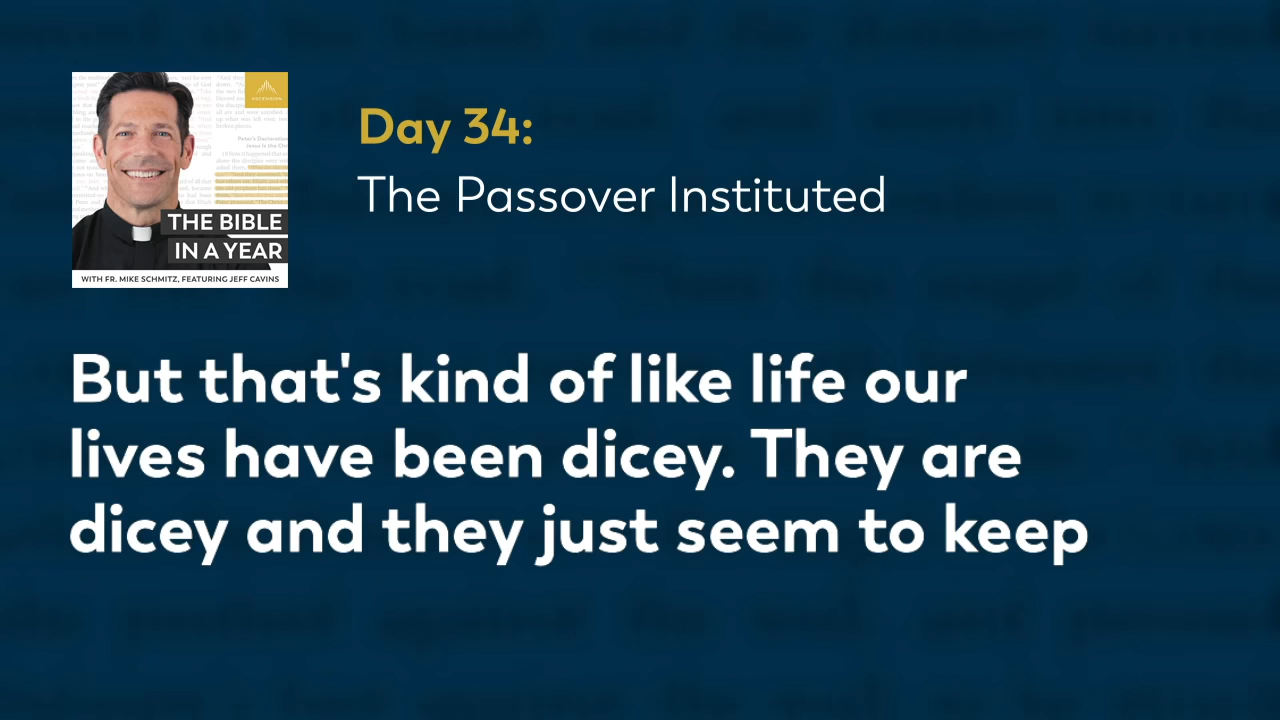 ASCENSION
THE BIBLE
IN A YEAR
WITH FR. MIKE SCHMITZ, FEATURING JEFF CAVINS
Day 34:
The Passover Instituted
But that's kind of like life our
lives have been dicey. They are
dicey and they just seem to keep